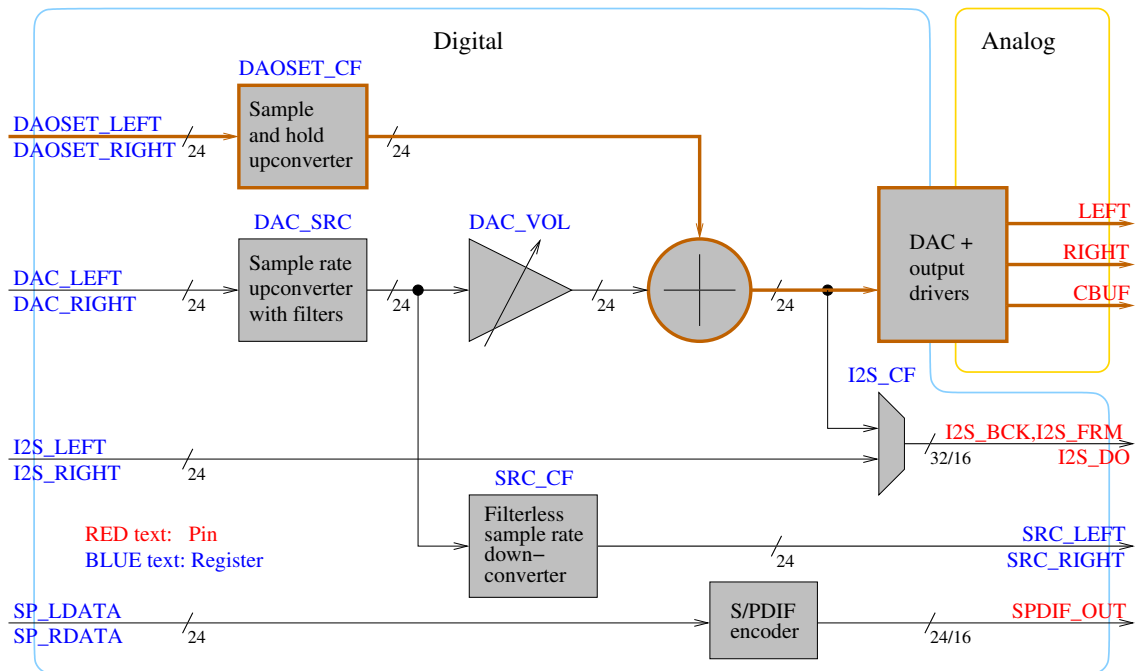 Digital
Analog
DAOSET_CF
DAOSET_LEFT
DAOSET_RIGHT
24
Sample
and hold
upconverter
24
DAC_SRC
DAC_VOL
DAC_LEFT
DAC_RIGHT
24
Sample rate
upconverter
with filters
24
24
24
DAC +
output
drivers
LEFT
RIGHT
CBUF
I2S_CF
I2S_LEFT
I2S_RIGHT
24
32/16
I2S_BCK,I2S_FRM
I2S_DO
SRC_CF
Filterless
sample rate
down−
converter
24
SRC_LEFT
SRC_RIGHT
RED text: Pin
BLUE text: Register
SP_LDATA
SP_RDATA
24
S/PDIF
encoder
24/16
SPDIF_OUT